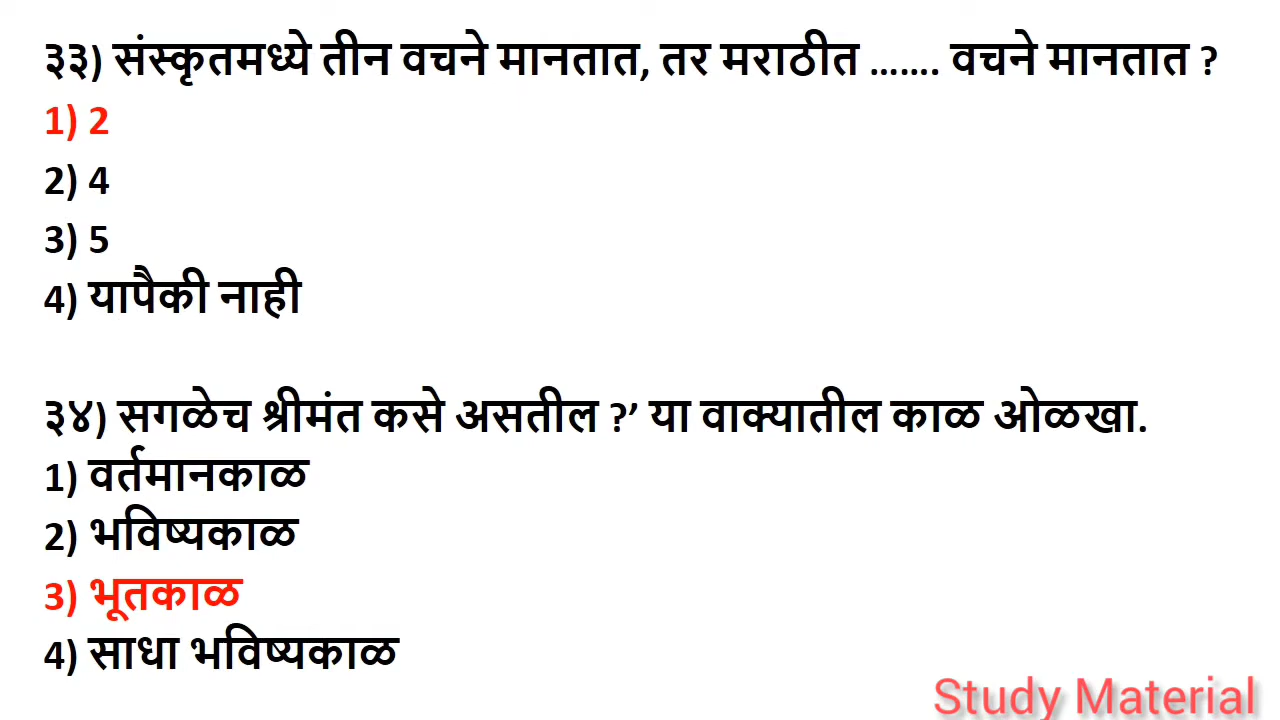 ३३) संस्कृतमध्ये तीन वचने मानतात, तर मराठीत ....... वचने मानतात ?
1) 2
2) 4
3) 5
4) यापैकी नाही
३४) सगळेच श्रीमंत कसे असतील ?’ या वाक्यातील काळ ओळखा.
1) वर्तमानकाळ
2) भविष्यकाळ
3) भूतकाळ
4) साधा भविष्यकाळ
Study Material